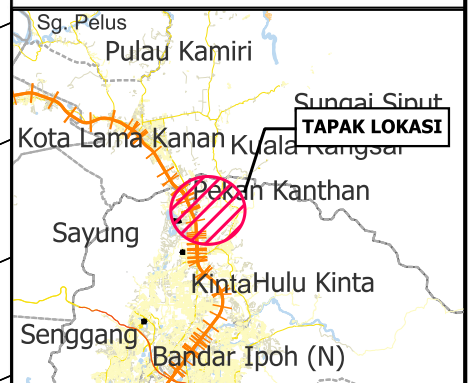 Sg. Pelus
Pulau Kamiri
Sungai Siput
TAPAK LOKASI
Kota Lama Kanan
Kuala Kangsar
Pekan Kanthan
Sayung
Kinta
Hulu Kinta
Senggang
Bandar Ipoh (N)